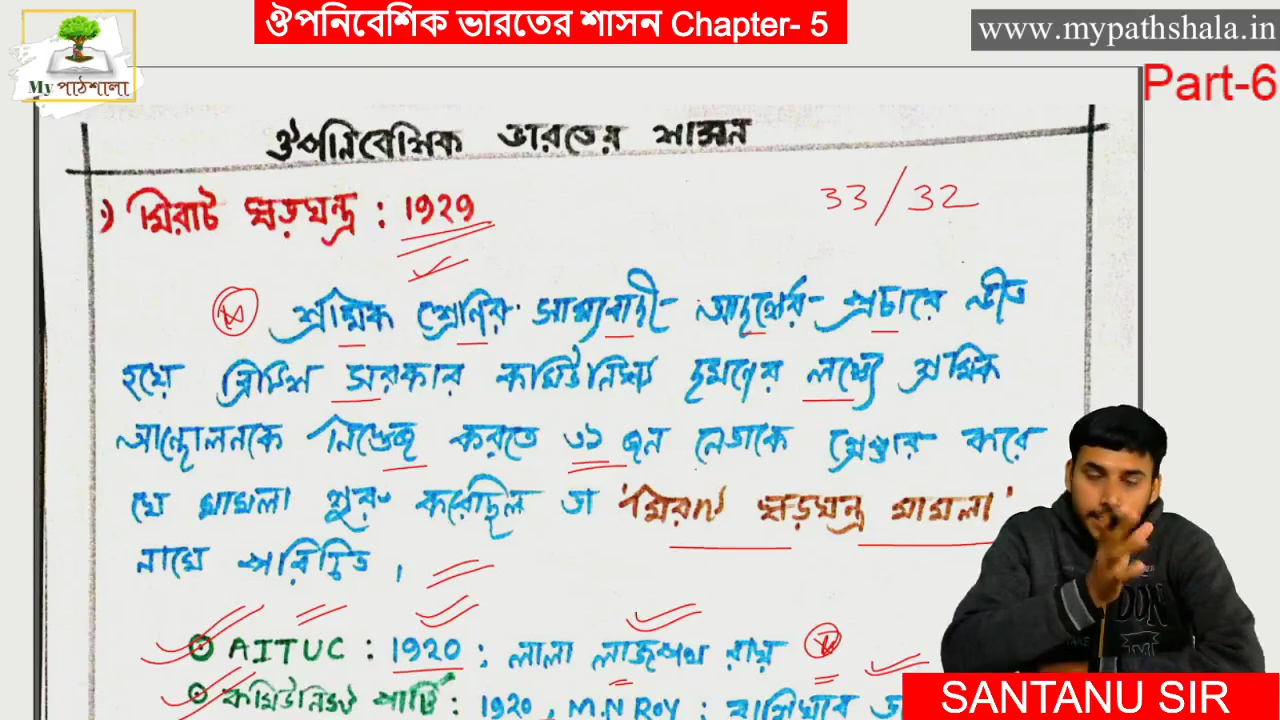 ঔপনিবেশিক ভারতের শাসন Chapter- 5
www.mypathshala.in
My পাঠশালা
Part-6
ঔপনিবেশিক ভারতের শাসন
১) মিরাট ষড়যন্ত্র : 1929
33/32
শ্রমিক শ্রেণির সাম্যবাদী আদর্শের প্রচারে ভীত
হয়ে ব্রিটিশ সরকার কমিউনিস্ট দমনের লক্ষ্যে শ্রমিক
আন্দোলনকে নিস্তেজ করতে ৩১ জন নেতাকে গ্রেপ্তার করে
যে মামলা শুরু করেছিল তা 'মিরাট ষড়যন্ত্র মামলা'
নামে পরিচিত ।
AITUC : 1920 ; লালা লাজপথ রায়
কমিউনিস্ট পার্টি : 1920, M.N ROY ;
SANTANU SIR